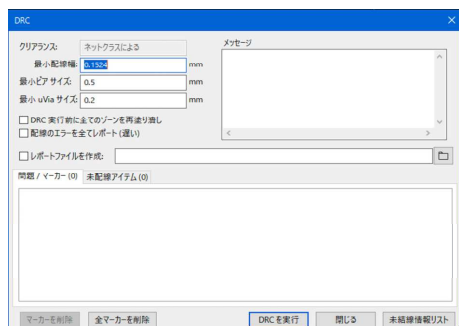 DRC
クリアランス: ネットクラスによる
最小配線幅: 0.1524 mm
最小ビア サイズ: 0.5 mm
最小 uVia サイズ: 0.2 mm
DRC 実行前に全てのゾーンを再塗り潰し
配線のエラーを全てレポート (遅い)
メッセージ
レポートファイルを作成:
問題 / マーカー (0) 未配線アイテム (0)
マーカーを削除 全マーカーを削除 DRC を実行 閉じる 未結線情報リスト